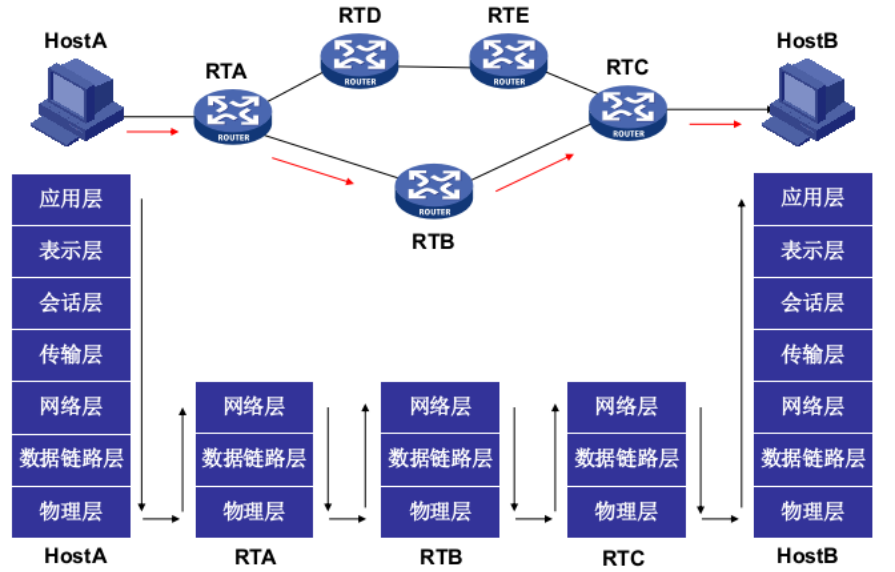 RTD RTE
HostA HostB
RTA RTC
ROUTER ROUTER
ROUTER ROUTER
ROUTER
RTB
应用层 应用层
表示层 表示层
会话层 会话层
传输层 传输层
网络层 网络层 网络层 网络层 网络层
数据链路层 数据链路层 数据链路层 数据链路层 数据链路层
物理层 物理层 物理层 物理层 物理层
HostA RTA RTB RTC HostB